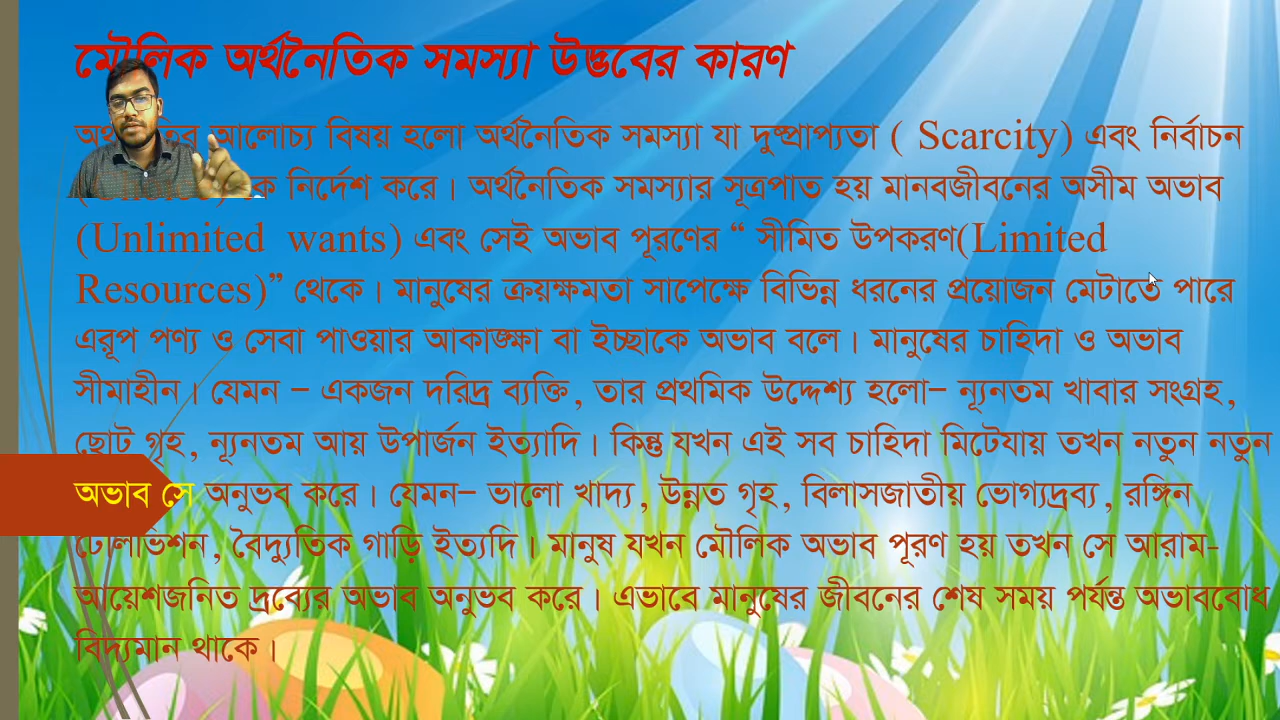 মৌলিক অর্থনৈতিক সমস্যা উদ্ভবের কারণ
আলোচ্য বিষয় হলো অর্থনৈতিক সমস্যা যা দুষ্প্রাপ্যতা ( Scarcity) এবং নির্বাচন
নির্দেশ করে। অর্থনৈতিক সমস্যার সূত্রপাত হয় মানবজীবনের অসীম অভাব
(Unlimited wants) এবং সেই অভাব পূরণের “ সীমিত উপকরণ(Limited
Resources)” থেকে। মানুষের ক্রয়ক্ষমতা সাপেক্ষে বিভিন্ন ধরনের প্রয়োজন মেটাতে পারে
এরূপ পণ্য ও সেবা পাওয়ার আকাঙ্ক্ষা বা ইচ্ছাকে অভাব বলে। মানুষের চাহিদা ও অভাব
সীমাহীন। যেমন – একজন দরিদ্র ব্যক্তি, তার প্রথমিক উদ্দেশ্য হলো– ন্যূনতম খাবার সংগ্রহ,
ছোট গৃহ, ন্যূনতম আয় উপার্জন ইত্যাদি। কিন্তু যখন এই সব চাহিদা মিটেযায় তখন নতুন নতুন
অভাব সে অনুভব করে। যেমন– ভালো খাদ্য, উন্নত গৃহ, বিলাসজাতীয় ভোগ্যদ্রব্য, রঙ্গিন
টেলিভিশন, বৈদ্যুতিক গাড়ি ইত্যদি। মানুষ যখন মৌলিক অভাব পূরণ হয় তখন সে আরাম-
আয়েশজনিত দ্রব্যের অভাব অনুভব করে। এভাবে মানুষের জীবনের শেষ সময় পর্যন্ত অভাববোধ
বিদ্যমান থাকে।